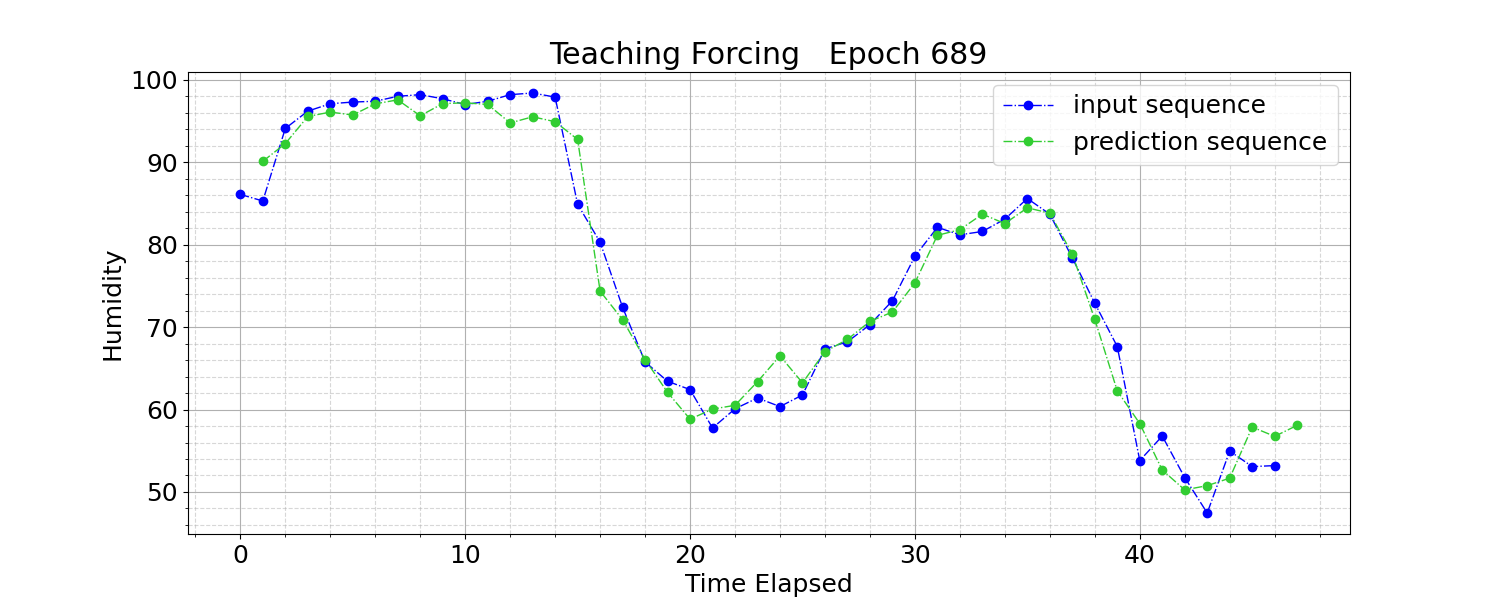 Teaching Forcing   Epoch 689
100
90
80
70
60
50
Humidity
input sequence
prediction sequence
0 10 20 30 40
Time Elapsed